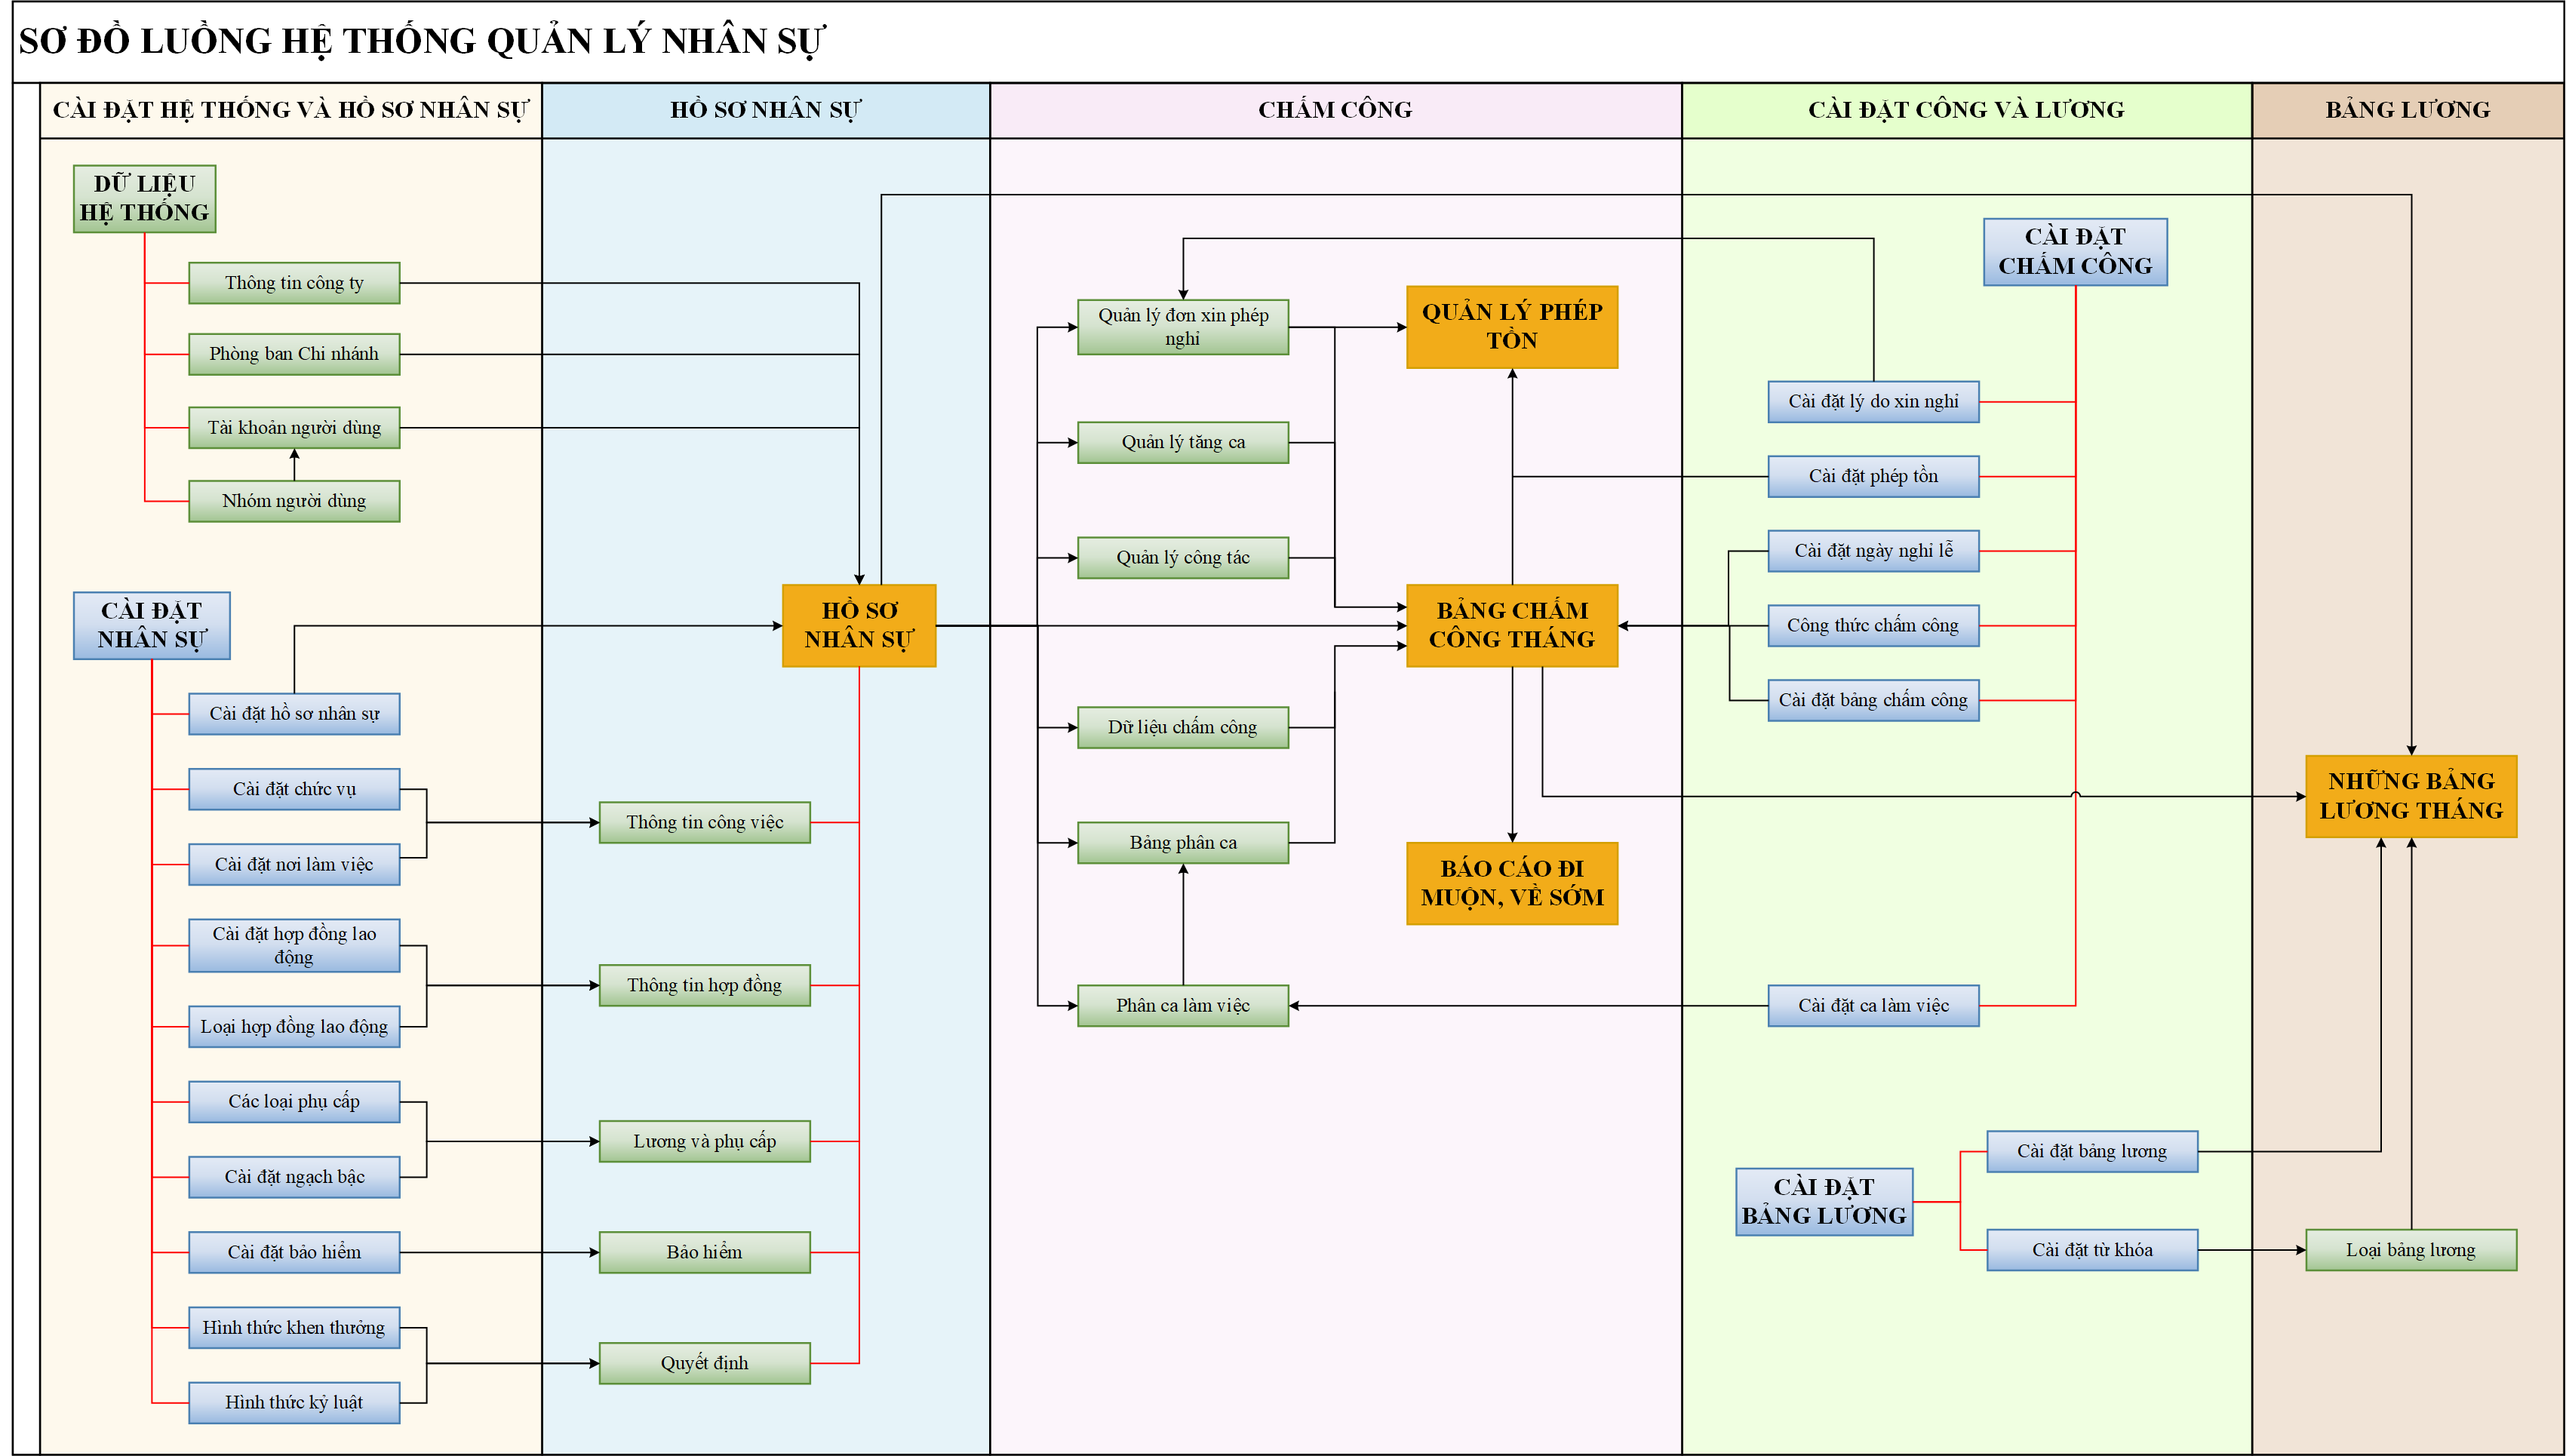 SƠ ĐỒ LUỒNG HỆ THỐNG QUẢN LÝ NHÂN SỰ
CÀI ĐẶT HỆ THỐNG VÀ HỒ SƠ NHÂN SỰ
HỒ SƠ NHÂN SỰ
CHẤM CÔNG
CÀI ĐẶT CÔNG VÀ LƯƠNG
BẢNG LƯƠNG
DỮ LIỆU
HỆ THỐNG
Thông tin công ty
Phòng ban Chi nhánh
Tài khoản người dùng
Nhóm người dùng
CÀI ĐẶT
NHÂN SỰ
Cài đặt hồ sơ nhân sự
Cài đặt chức vụ
Cài đặt nơi làm việc
Cài đặt hợp đồng lao
động
Loại hợp đồng lao động
Các loại phụ cấp
Cài đặt ngạch bậc
Cài đặt bảo hiểm
Hình thức khen thưởng
Hình thức kỷ luật
HỒ SƠ
NHÂN SỰ
Thông tin công việc
Thông tin hợp đồng
Lương và phụ cấp
Bảo hiểm
Quyết định
Quản lý đơn xin phép
nghỉ
Quản lý tăng ca
Quản lý công tác
Dữ liệu chấm công
Bảng phân ca
Phân ca làm việc
QUẢN LÝ PHÉP
TỒN
BẢNG CHẤM
CÔNG THÁNG
BÁO CÁO ĐI
MUỘN, VỀ SỚM
CÀI ĐẶT
CHẤM CÔNG
Cài đặt lý do xin nghỉ
Cài đặt phép tồn
Cài đặt ngày nghỉ lễ
Công thức chấm công
Cài đặt bảng chấm công
Cài đặt ca làm việc
CÀI ĐẶT
BẢNG LƯƠNG
Cài đặt bảng lương
Cài đặt từ khóa
NHỮNG BẢNG
LƯƠNG THÁNG
Loại bảng lương